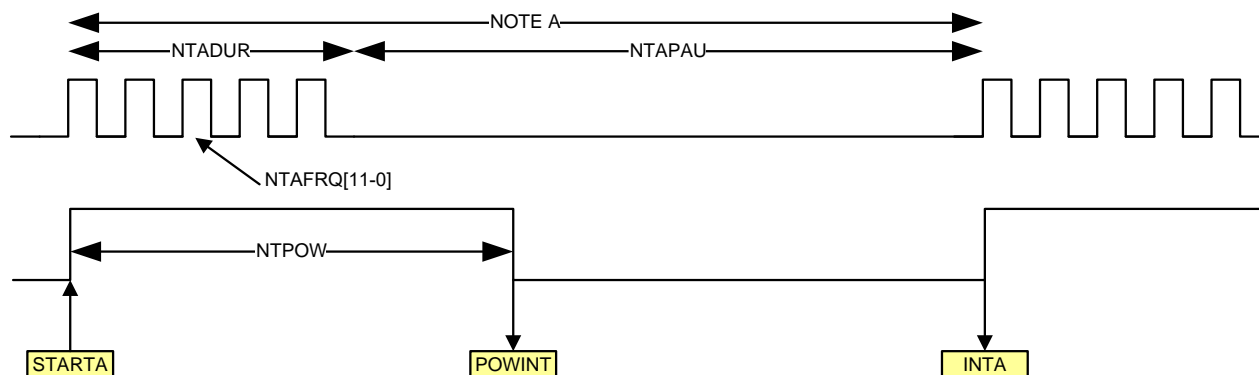 NOTE A
NTADUR
NTAPAU
NTAFRQ[11-0]
NTPOW
STARTA
POWINT
INTA